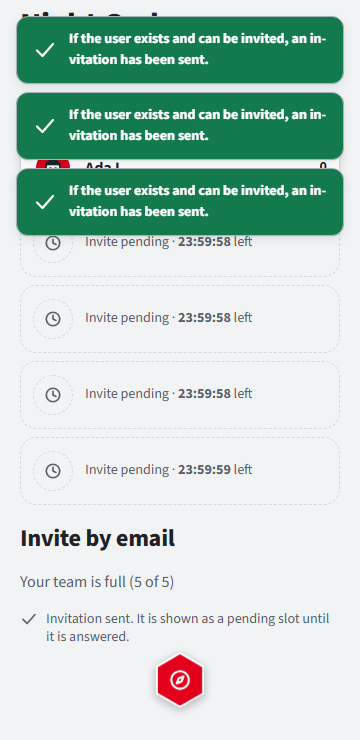 If the user exists and can be invited, an in-
vitation has been sent.
If the user exists and can be invited, an in-
vitation has been sent.
If the user exists and can be invited, an in-
vitation has been sent.
Invite pending · 23:59:58 left
Invite pending · 23:59:58 left
Invite pending · 23:59:58 left
Invite pending · 23:59:59 left
Invite by email
Your team is full (5 of 5)
Invitation sent. It is shown as a pending slot until
it is answered.